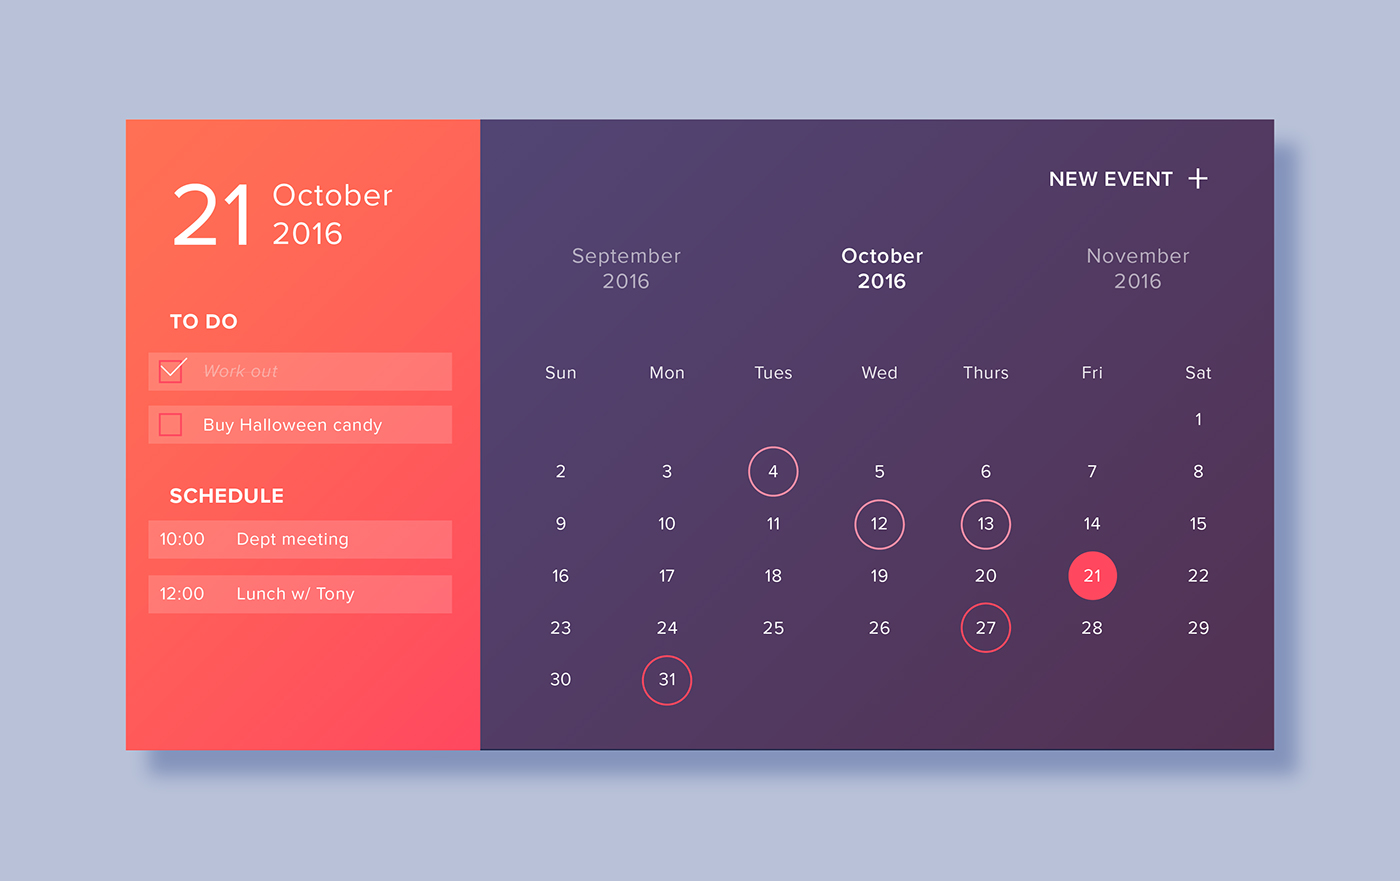 21 October
2016
TO DO
Work out
Buy Halloween candy
SCHEDULE
10:00 Dept meeting
12:00 Lunch w/ Tony
NEW EVENT +
September
2016
October
2016
November
2016
Sun Mon Tues Wed Thurs Fri Sat
1
2 3 4 5 6 7 8
9 10 11 12 13 14 15
16 17 18 19 20 21 22
23 24 25 26 27 28 29
30 31